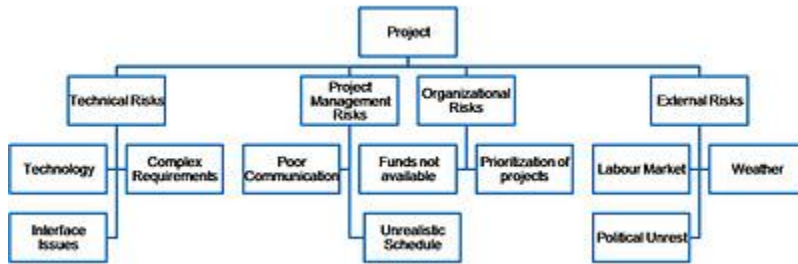 Project
Technical Risks
Project
Management
Risks
Organizational
Risks
External Risks
Technology
Complex
Requirements
Poor
Communication
Funds not
available
Prioritization of
projects
Labour Market
Weather
Interface
Issues
Unrealistic
Schedule
Political Unrest